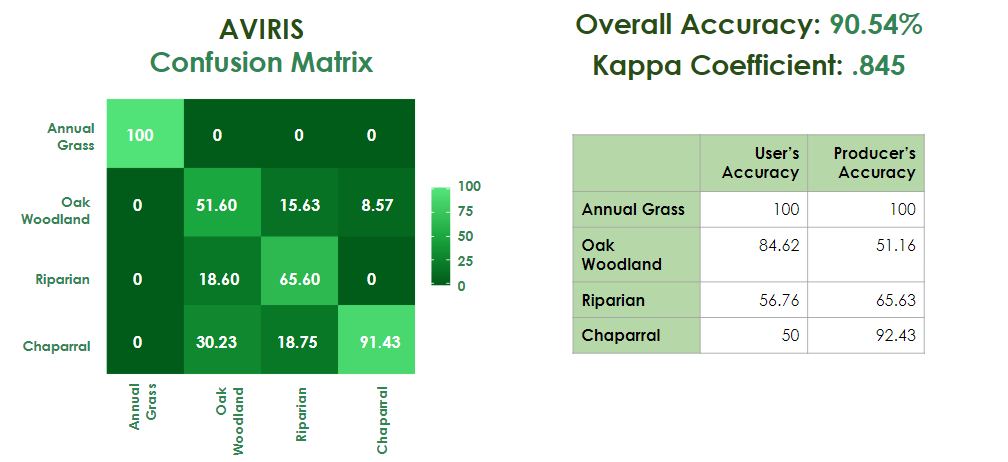 AVIRIS
Confusion Matrix
Overall Accuracy: 90.54%
Kappa Coefficient: .845
Annual
Grass
100 0 0 0
Oak
Woodland
0 51.60 15.63 8.57
Riparian
0 18.60 65.60 0
Chaparral
0 30.23 18.75 91.43
Annual
Grass
Oak
Woodland
Riparian
Chaparral
100
75
50
25
0
User's
Accuracy
Producer's
Accuracy
Annual Grass 100 100
Oak
Woodland
84.62 51.16
Riparian 56.76 65.63
Chaparral 50 92.43